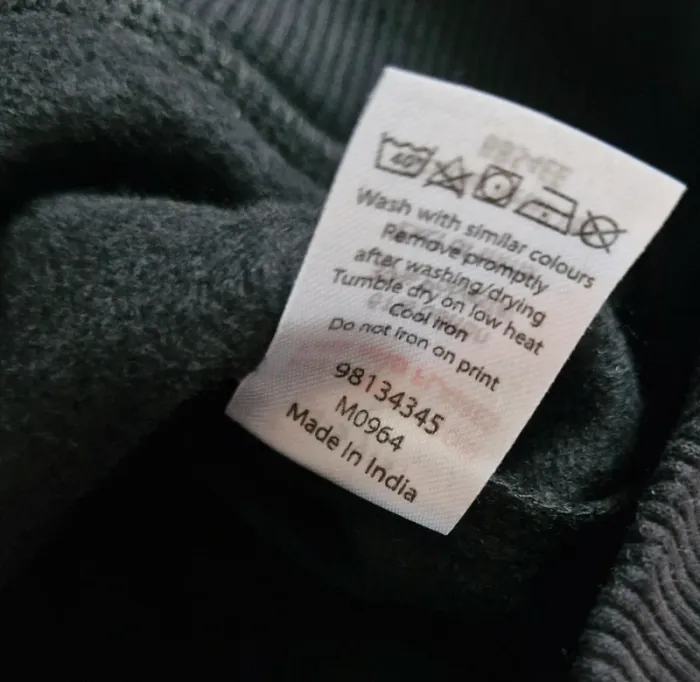 40°
Wash with similar colours
Remove promptly
after washing/drying
Tumble dry on low heat
Cool iron
Do not iron on print
98134345
M0964
Made In India